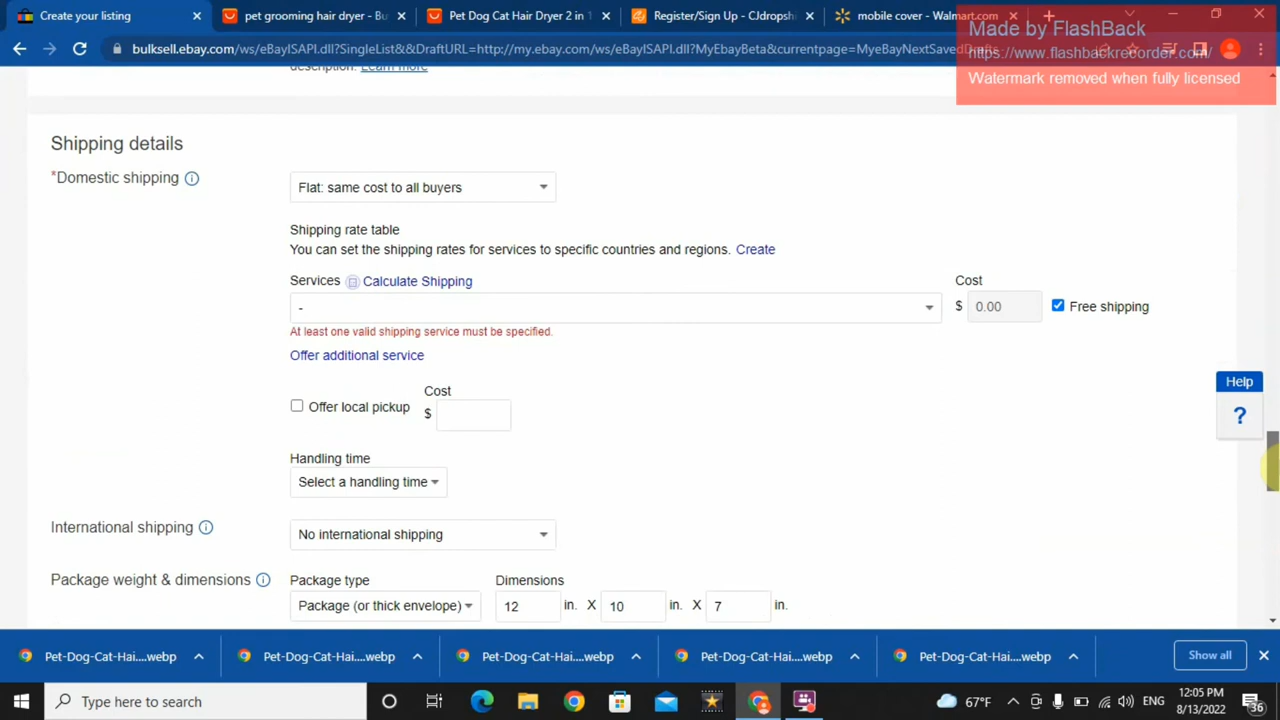 Create your listing
pet grooming hair dryer - Bu
Pet Dog Cat Hair Dryer 2 in 1
Register/Sign Up - CJdropsh
mobile cover - Walmart.com
Made by FlashBack
bulksell.ebay.com/ws/eBayISAPI.dll?SingleList&&DraftURL=http://my.ebay.com/ws/eBayISAPI.dll?MyEbayBeta&currentpage=MyeBayNextSavedDrafts
https://www.flashbackrecorder.com/
Watermark removed when fully licensed
description. Learn more
Shipping details
*Domestic shipping
Flat: same cost to all buyers
Shipping rate table
You can set the shipping rates for services to specific countries and regions. Create
Services Calculate Shipping
Cost
-
$ 0.00 Free shipping
At least one valid shipping service must be specified.
Offer additional service
Help
?
Cost
Offer local pickup $
Handling time
Select a handling time
International shipping
No international shipping
Package weight & dimensions
Package type
Dimensions
Package (or thick envelope)
12 in. X 10 in. X 7 in.
Pet-Dog-Cat-Hai....webp
Pet-Dog-Cat-Hai....webp
Pet-Dog-Cat-Hai....webp
Pet-Dog-Cat-Hai....webp
Pet-Dog-Cat-Hai....webp
Show all
Type here to search
67°F
ENG
12:05 PM
8/13/2022
36